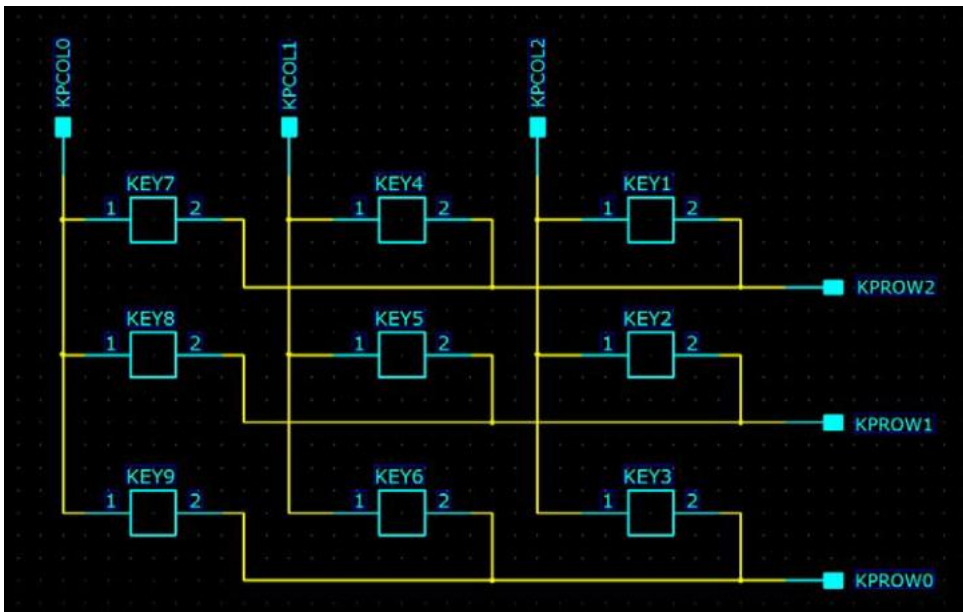 KPCOL0 KPCOL1 KPCOL2
KEY7 KEY4 KEY1
1 2 1 2 1 2
KPROW2
KEY8 KEY5 KEY2
1 2 1 2 1 2
KPROW1
KEY9 KEY6 KEY3
1 2 1 2 1 2
KPROW0